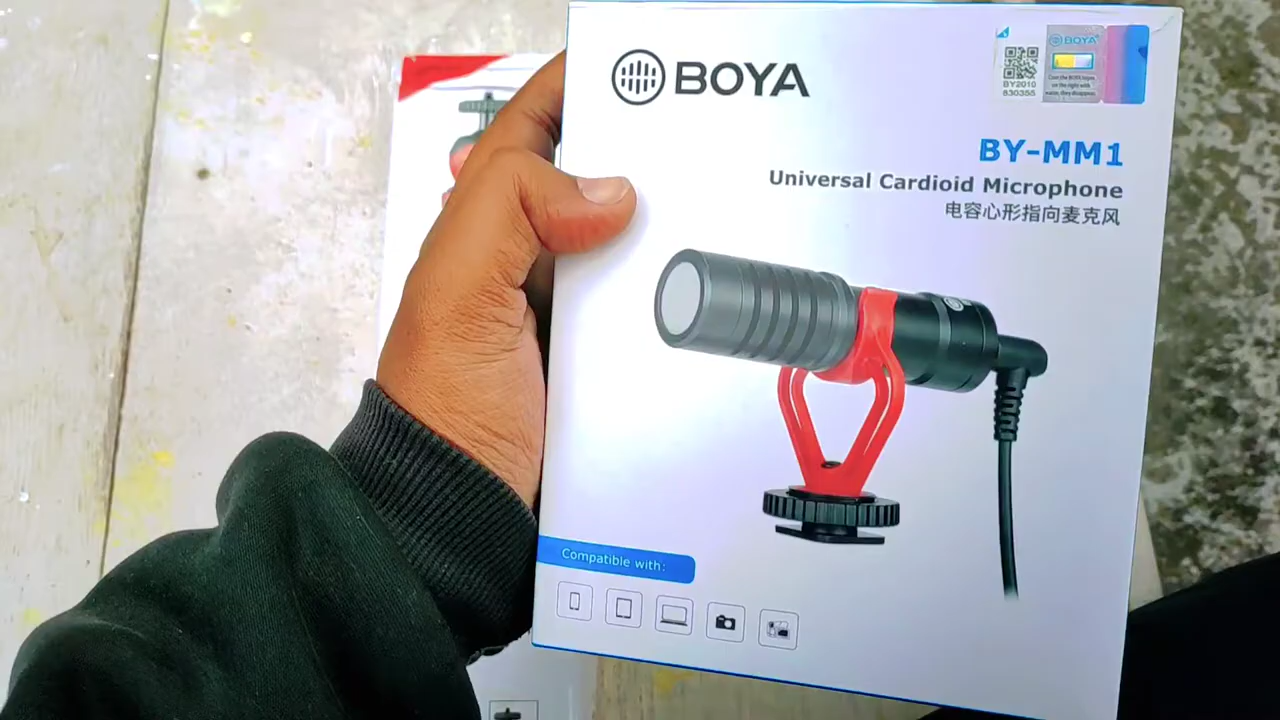 BOYA
BY2010
830355
BOYA
BY-MM1
Universal Cardioid Microphone
电容心形指向麦克风
Compatible with: